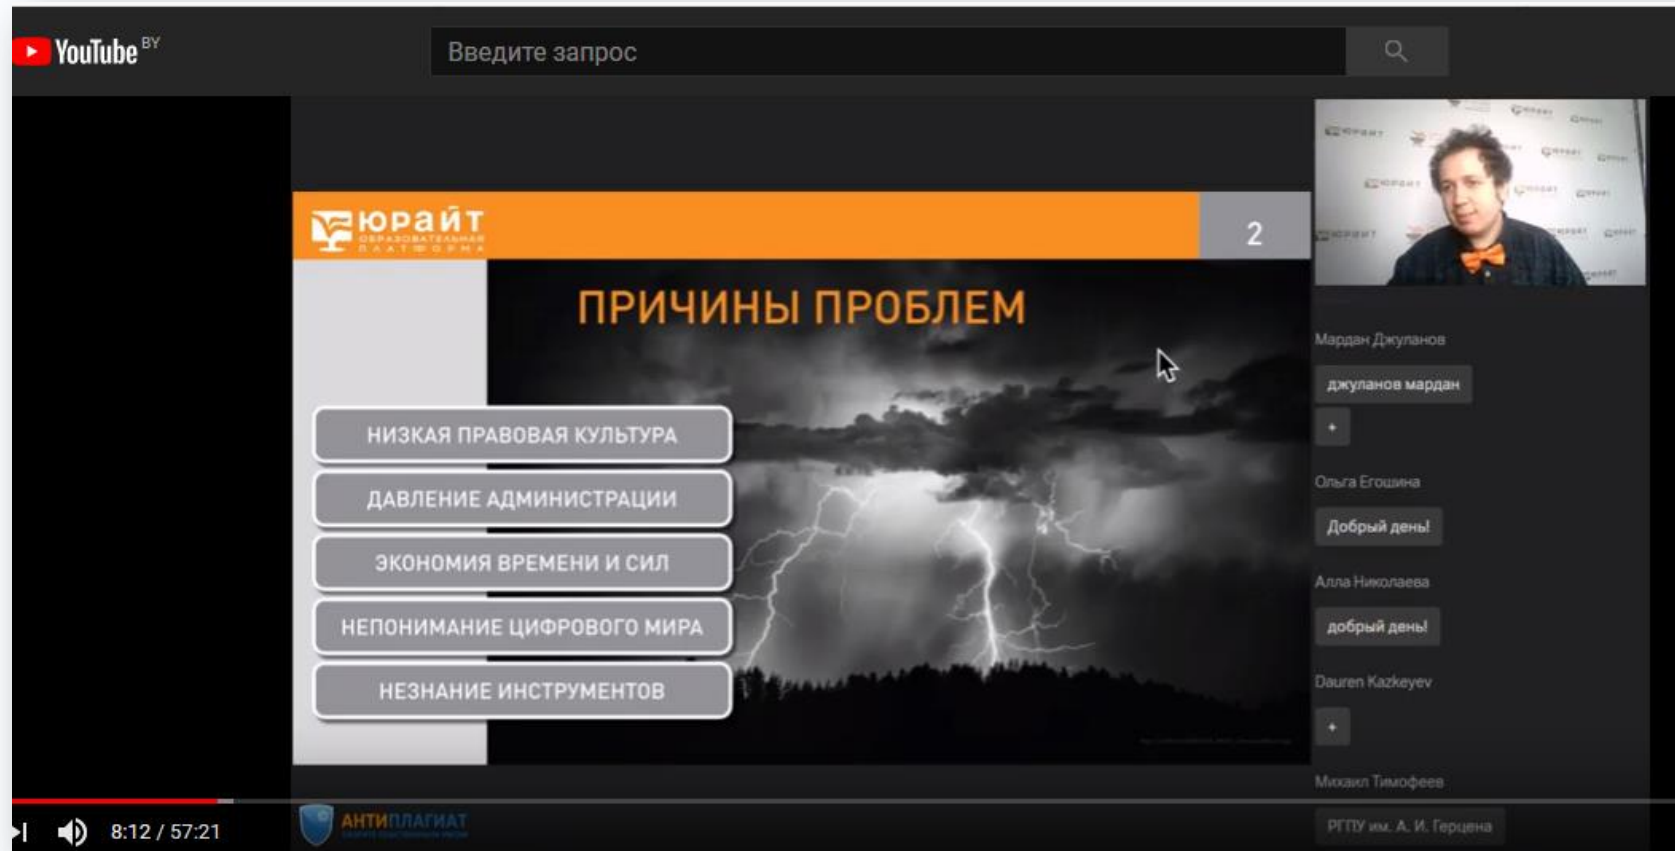 YouTube BY
Введите запрос
ЮРАЙТ
ОБРАЗОВАТЕЛЬНАЯ
ПЛАТФОРМА
2
ПРИЧИНЫ ПРОБЛЕМ
НИЗКАЯ ПРАВОВАЯ КУЛЬТУРА
ДАВЛЕНИЕ АДМИНИСТРАЦИИ
ЭКОНОМИЯ ВРЕМЕНИ И СИЛ
НЕПОНИМАНИЕ ЦИФРОВОГО МИРА
НЕЗНАНИЕ ИНСТРУМЕНТОВ
ЮРАЙТ
Мардан Джуланов
джуланов мардан
+
Ольга Егошина
Добрый день!
Алла Николаева
добрый день!
Dauren Kazkeyev
+
Михаил Тимофеев
РГПУ им. А. И. Герцена
8:12 / 57:21
АНТИПЛАГИАТ